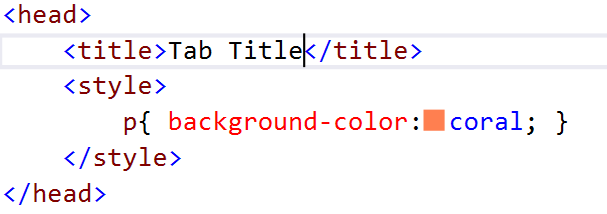 <head>
    <title>Tab Title</title>
    <style>
        p{ background-color:coral; }
    </style>
</head>